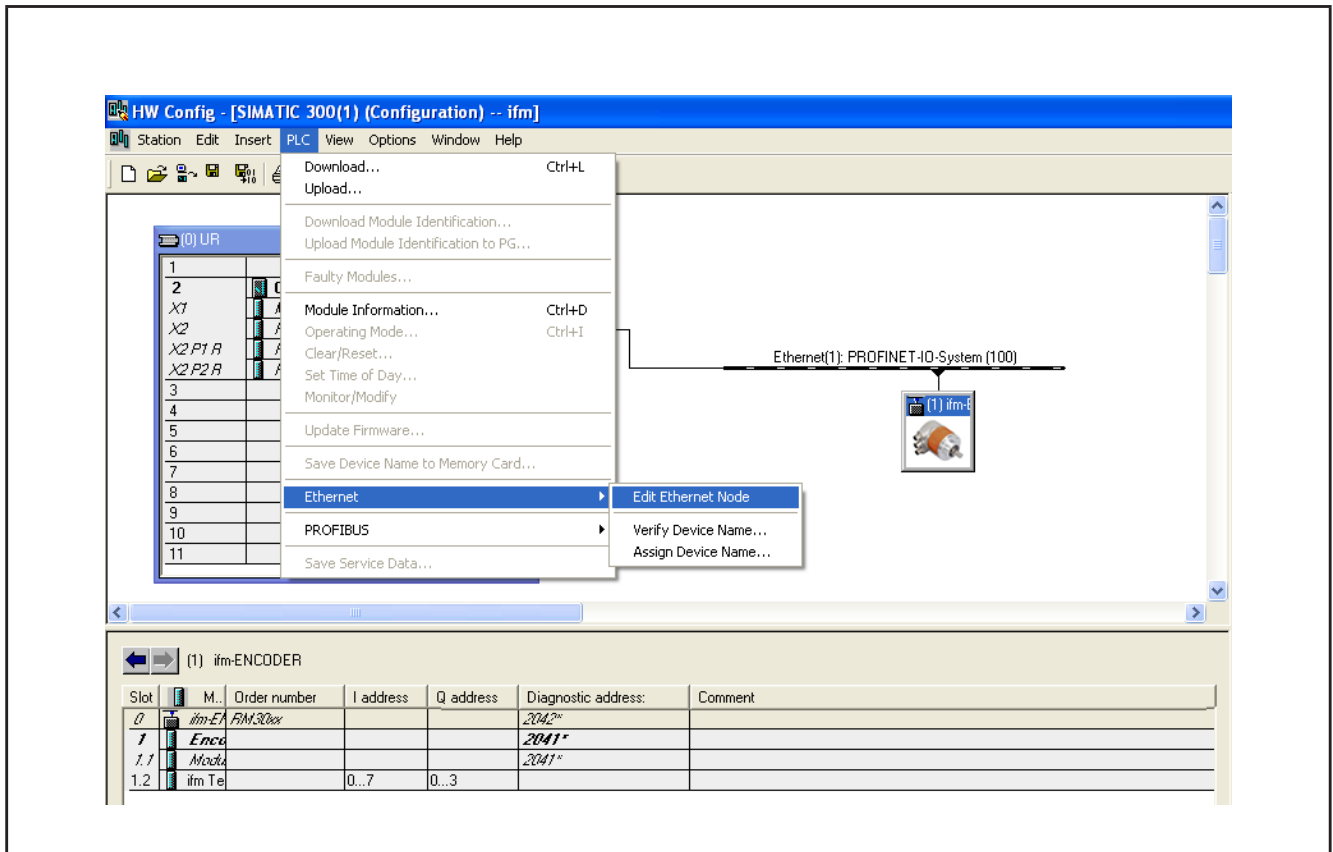 HW Config - [SIMATIC 300(1) (Configuration) -- ifm]
Station Edit Insert PLC View Options Window Help
Download... Ctrl+L
Upload...
Download Module Identification...
Upload Module Identification to PG...
Faulty Modules...
Module Information... Ctrl+D
Operating Mode... Ctrl+I
Clear/Reset...
Set Time of Day...
Monitor/Modify
Update Firmware...
Save Device Name to Memory Card...
Ethernet
PROFIBUS
Save Service Data...
Edit Ethernet Node
Verify Device Name...
Assign Device Name...
(0) UR
1
2
X1
X2
X2 P1 R
X2 P2 R
3
4
5
6
7
8
9
10
11
Ethernet(1): PROFINET-IO-System (100)
(1) ifm-E
(1) ifm-ENCODER
Slot M... Order number I address Q address Diagnostic address: Comment
0 ifm-EN RM30xx 2042*
1 Enco 2041*
1.1 Modu 2041*
1.2 ifm Te 0...7 0...3